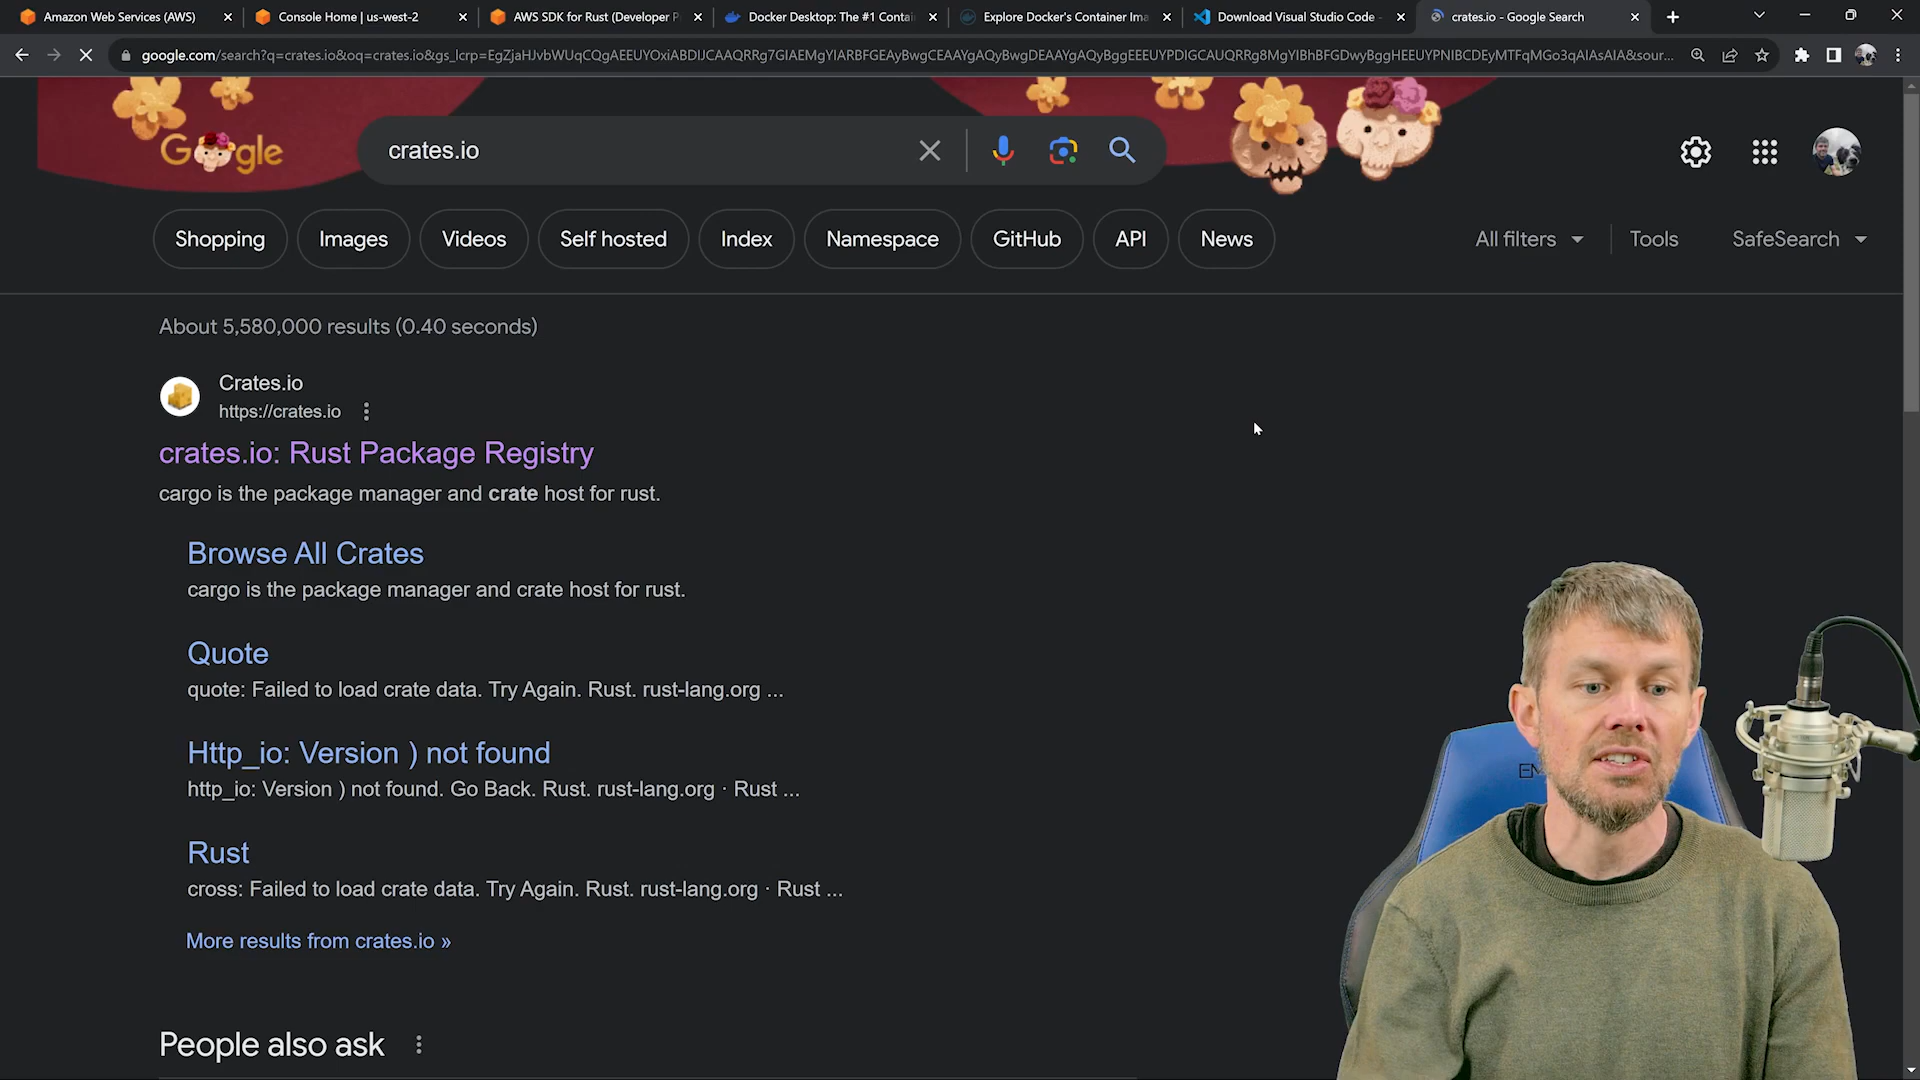 Amazon Web Services (AWS)
Console Home | us-west-2
AWS SDK for Rust (Developer P
Docker Desktop: The #1 Contai
Explore Docker's Container Ima
Download Visual Studio Code -
crates.io - Google Search
google.com/search?q=crates.io&oq=crates.io&gs_lcrp=EgZjaHJvbWUqCQgAEEUYOxiABDIJCAAQRRg7GIAEMgYIARBFGEAyBwgCEAAYgAQyBwgDEAAYgAQyBggEEEUYPDIGCAUQRRg8MgYIBhBFGDwyBggHEEUYPNIBCDEyMTFqMGo3qAIAsAIA&sour...
Google
crates.io
Shopping
Images
Videos
Self hosted
Index
Namespace
GitHub
API
News
All filters
Tools
SafeSearch
About 5,580,000 results (0.40 seconds)
Crates.io
https://crates.io
crates.io: Rust Package Registry
cargo is the package manager and crate host for rust.
Browse All Crates
cargo is the package manager and crate host for rust.
Quote
quote: Failed to load crate data. Try Again. Rust. rust-lang.org ...
Http_io: Version ) not found
http_io: Version ) not found. Go Back. Rust. rust-lang.org · Rust ...
Rust
cross: Failed to load crate data. Try Again. Rust. rust-lang.org · Rust ...
More results from crates.io »
People also ask